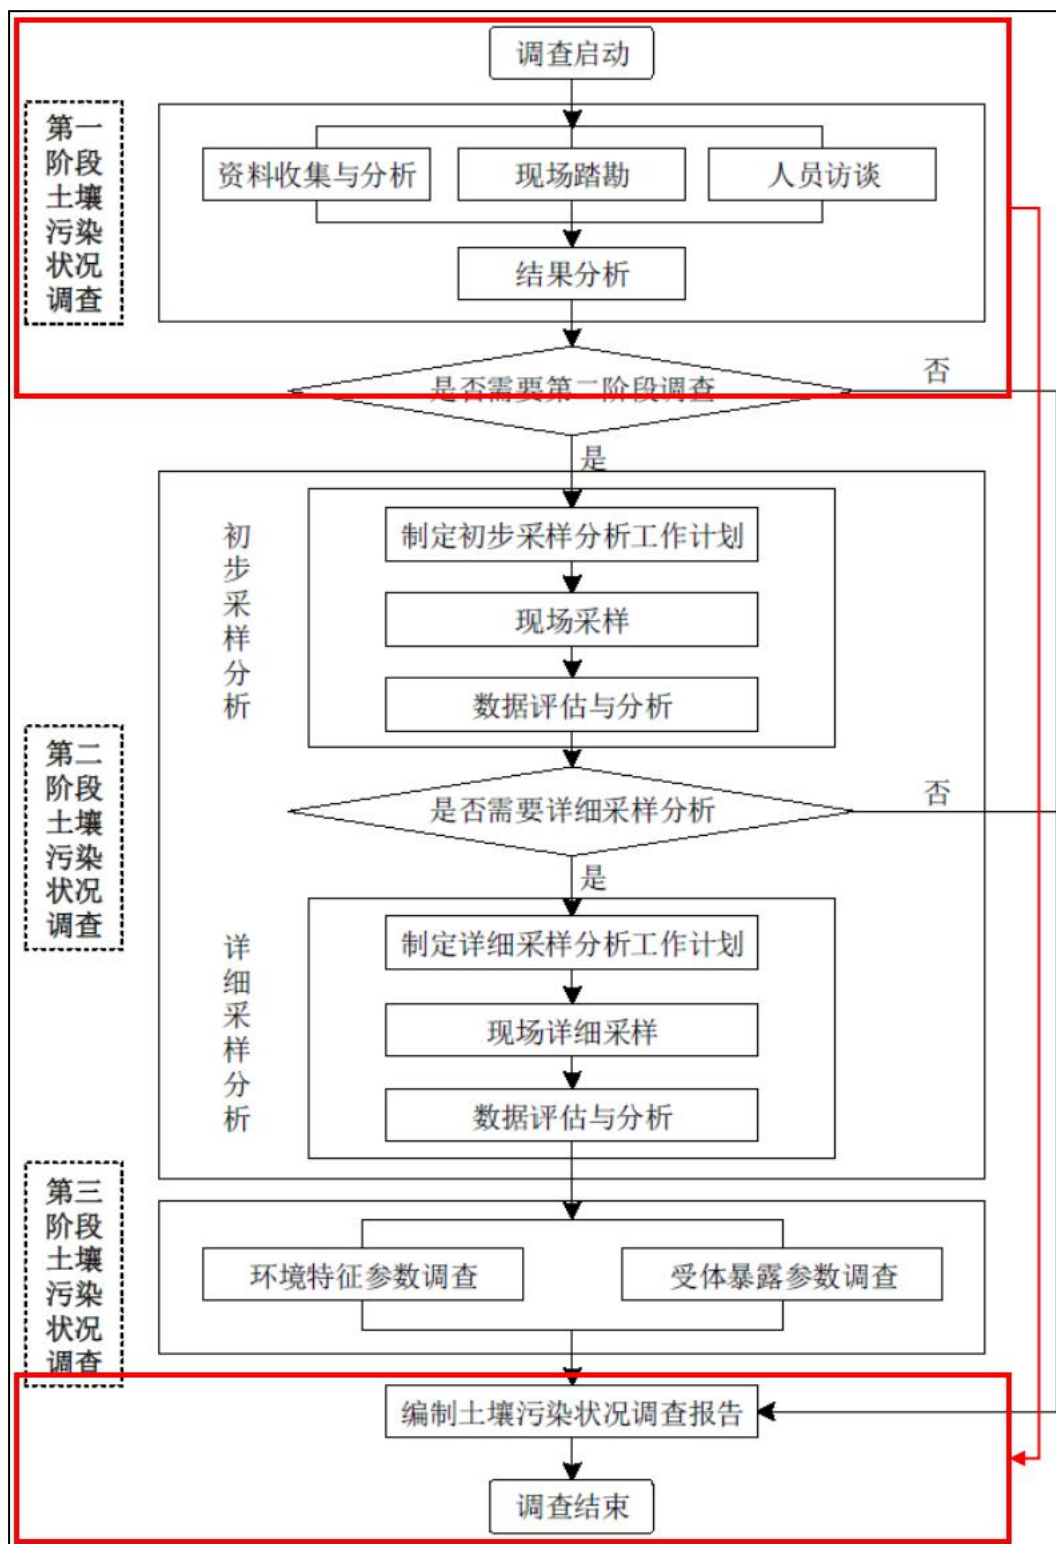 调查启动
第一
阶段
土壤
污染
状况
调查
资料收集与分析
现场踏勘
人员访谈
结果分析
是否需要第二阶段调查
否
是
初
步
采
样
分
析
制定初步采样分析工作计划
现场采样
数据评估与分析
第二
阶段
土壤
污染
状况
调查
是否需要详细采样分析
否
是
详
细
采
样
分
析
制定详细采样分析工作计划
现场详细采样
数据评估与分析
第三
阶段
土壤
污染
状况
调查
环境特征参数调查
受体暴露参数调查
编制土壤污染状况调查报告
调查结束